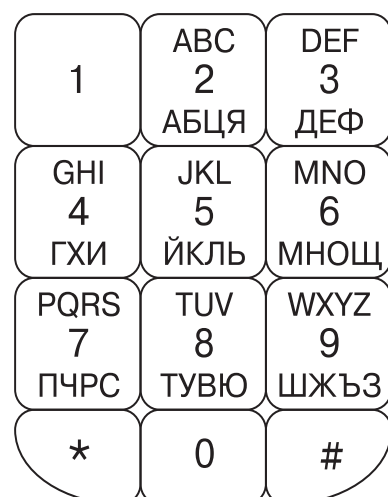 1
ABC
2
АБЦЯ
DEF
3
ДЕФ
GHI
4
ГХИ
JKL
5
ЙКЛЬ
MNO
6
МНОЩ
PQRS
7
ПЧРС
TUV
8
ТУВЮ
WXYZ
9
ШЖЪЗ
*
0
#